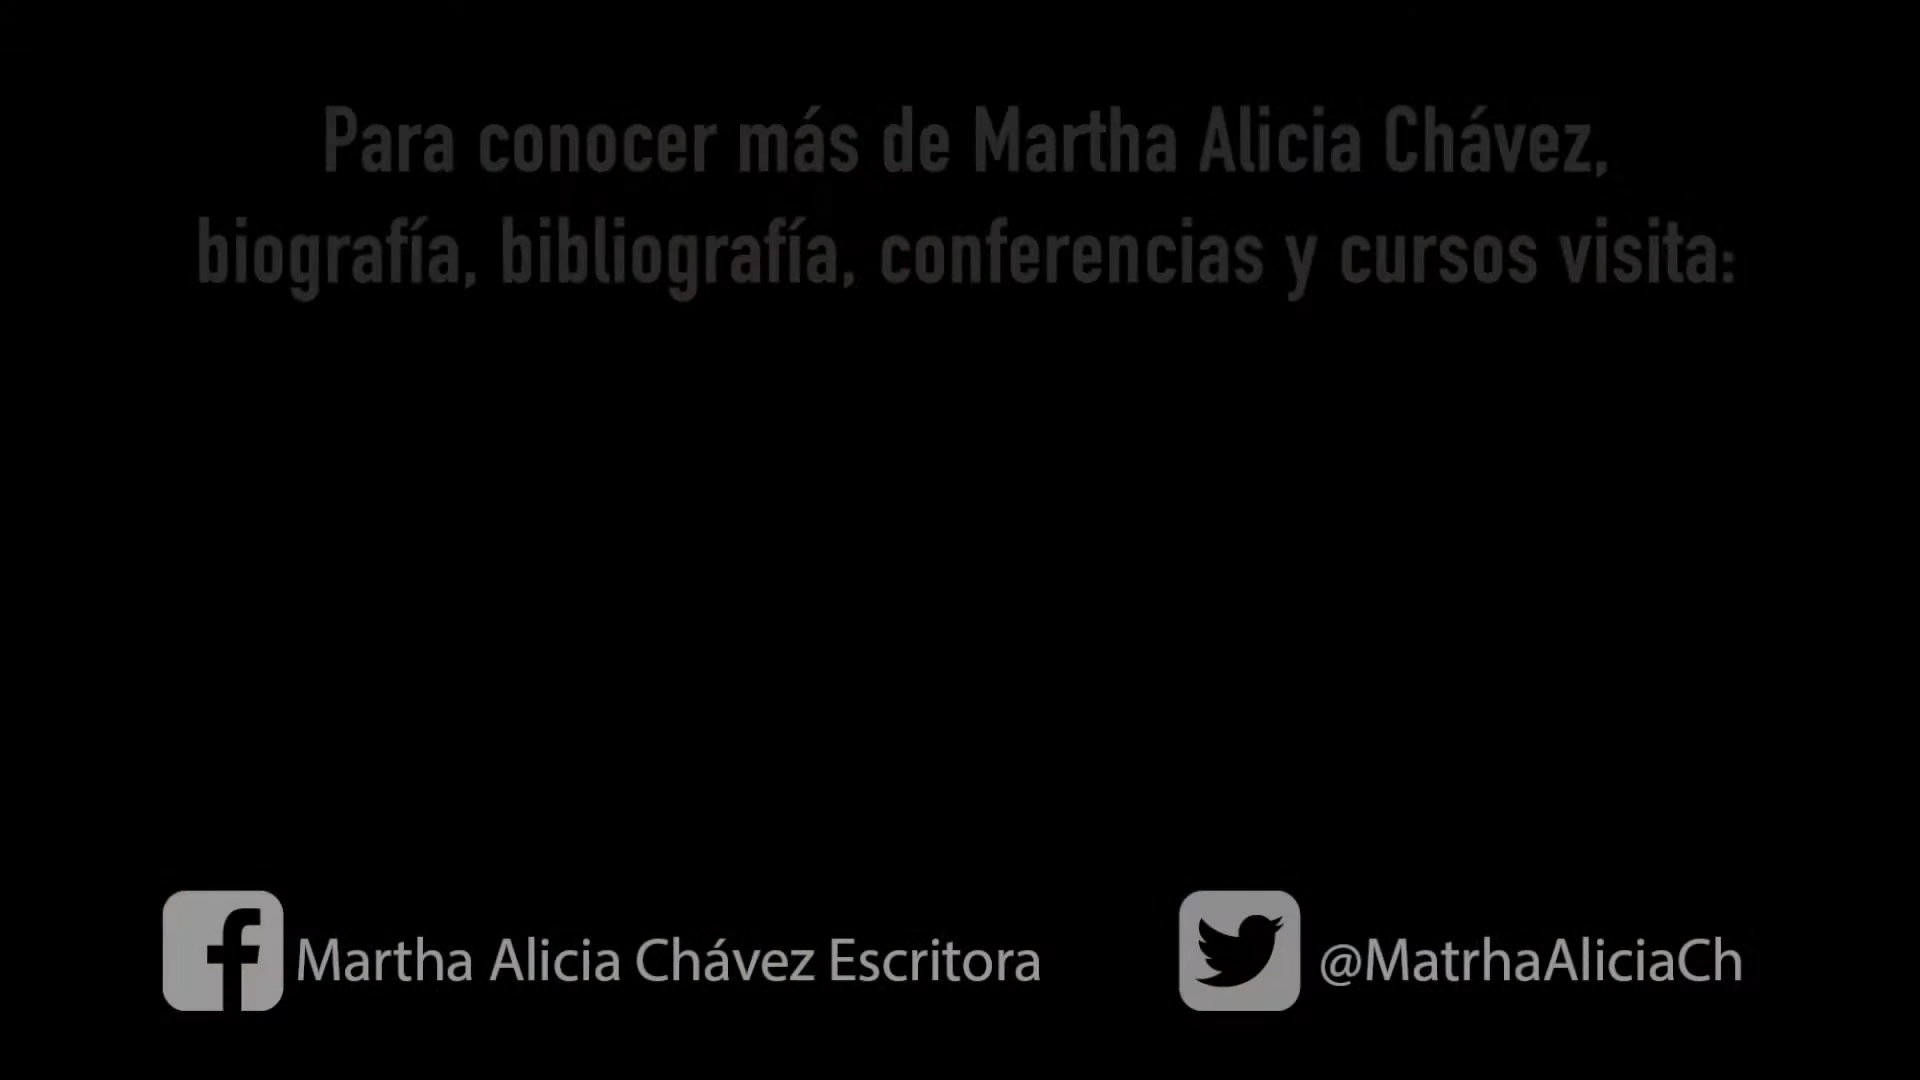 Para conocer más de Martha Alicia Chávez,
biografía, bibliografía, conferencias y cursos visita:
Martha Alicia Chávez Escritora
@MatrhaAliciaCh